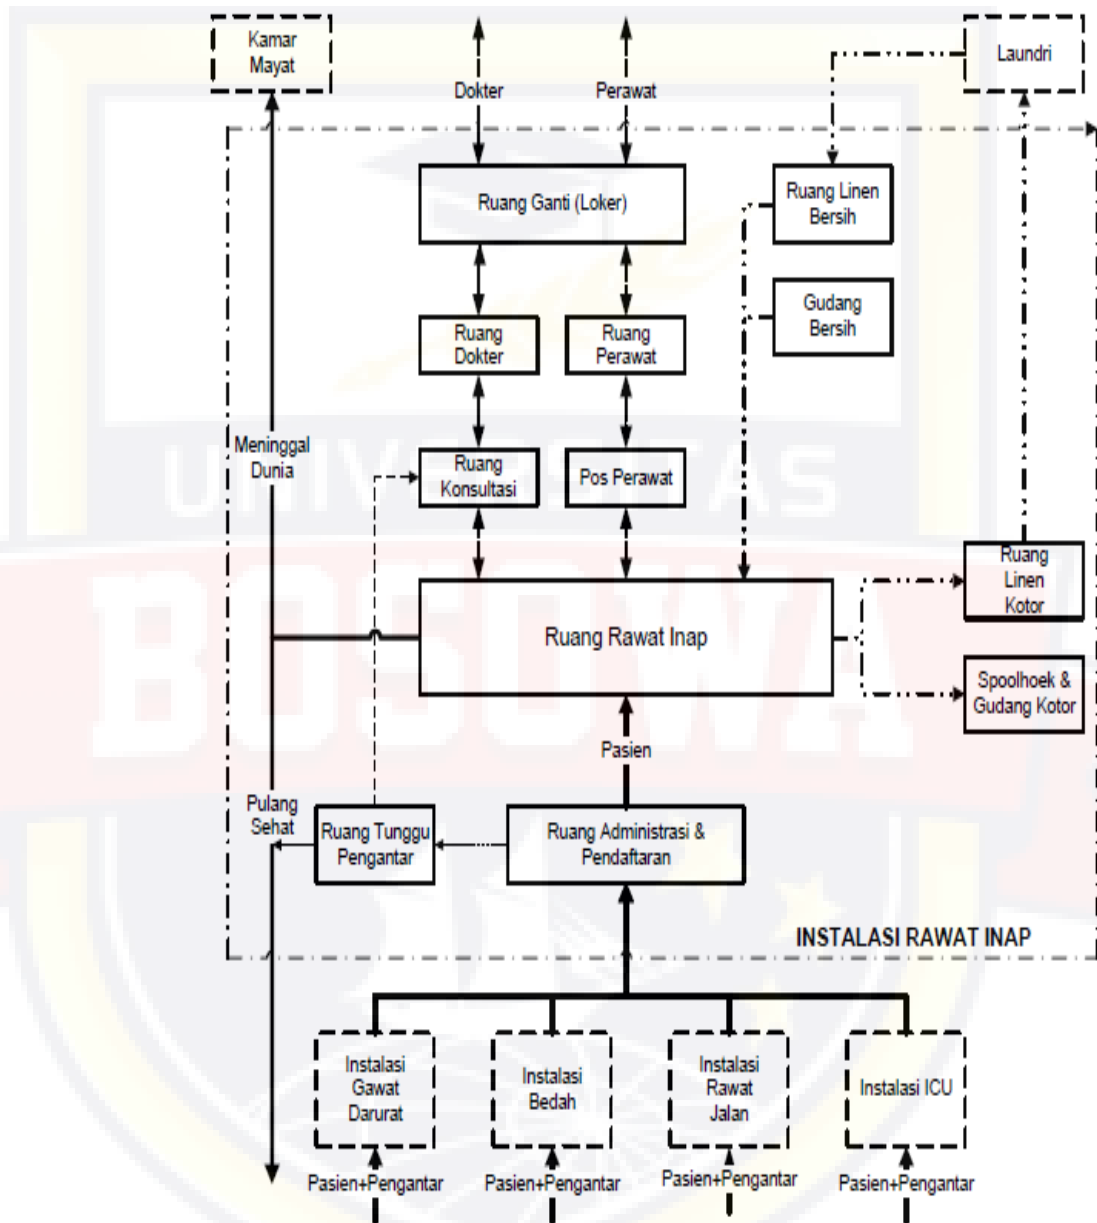 Kamar
Mayat
Dokter
Perawat
Laundri
Ruang Ganti (Loker)
Ruang Linen
Bersih
Gudang
Bersih
Ruang
Dokter
Ruang
Perawat
Meninggal
Dunia
Ruang
Konsultasi
Pos Perawat
UNIVERSITAS
BOSOWA
Ruang
Linen
Kotor
Ruang Rawat Inap
Spoolhoek &
Gudang Kotor
Pasien
Pulang
Sehat
Ruang Tunggu
Pengantar
Ruang Administrasi &
Pendaftaran
INSTALASI RAWAT INAP
Instalasi
Gawat
Darurat
Instalasi
Bedah
Instalasi
Rawat
Jalan
Instalasi ICU
Pasien+Pengantar
Pasien+Pengantar
Pasien+Pengantar
Pasien+Pengantar